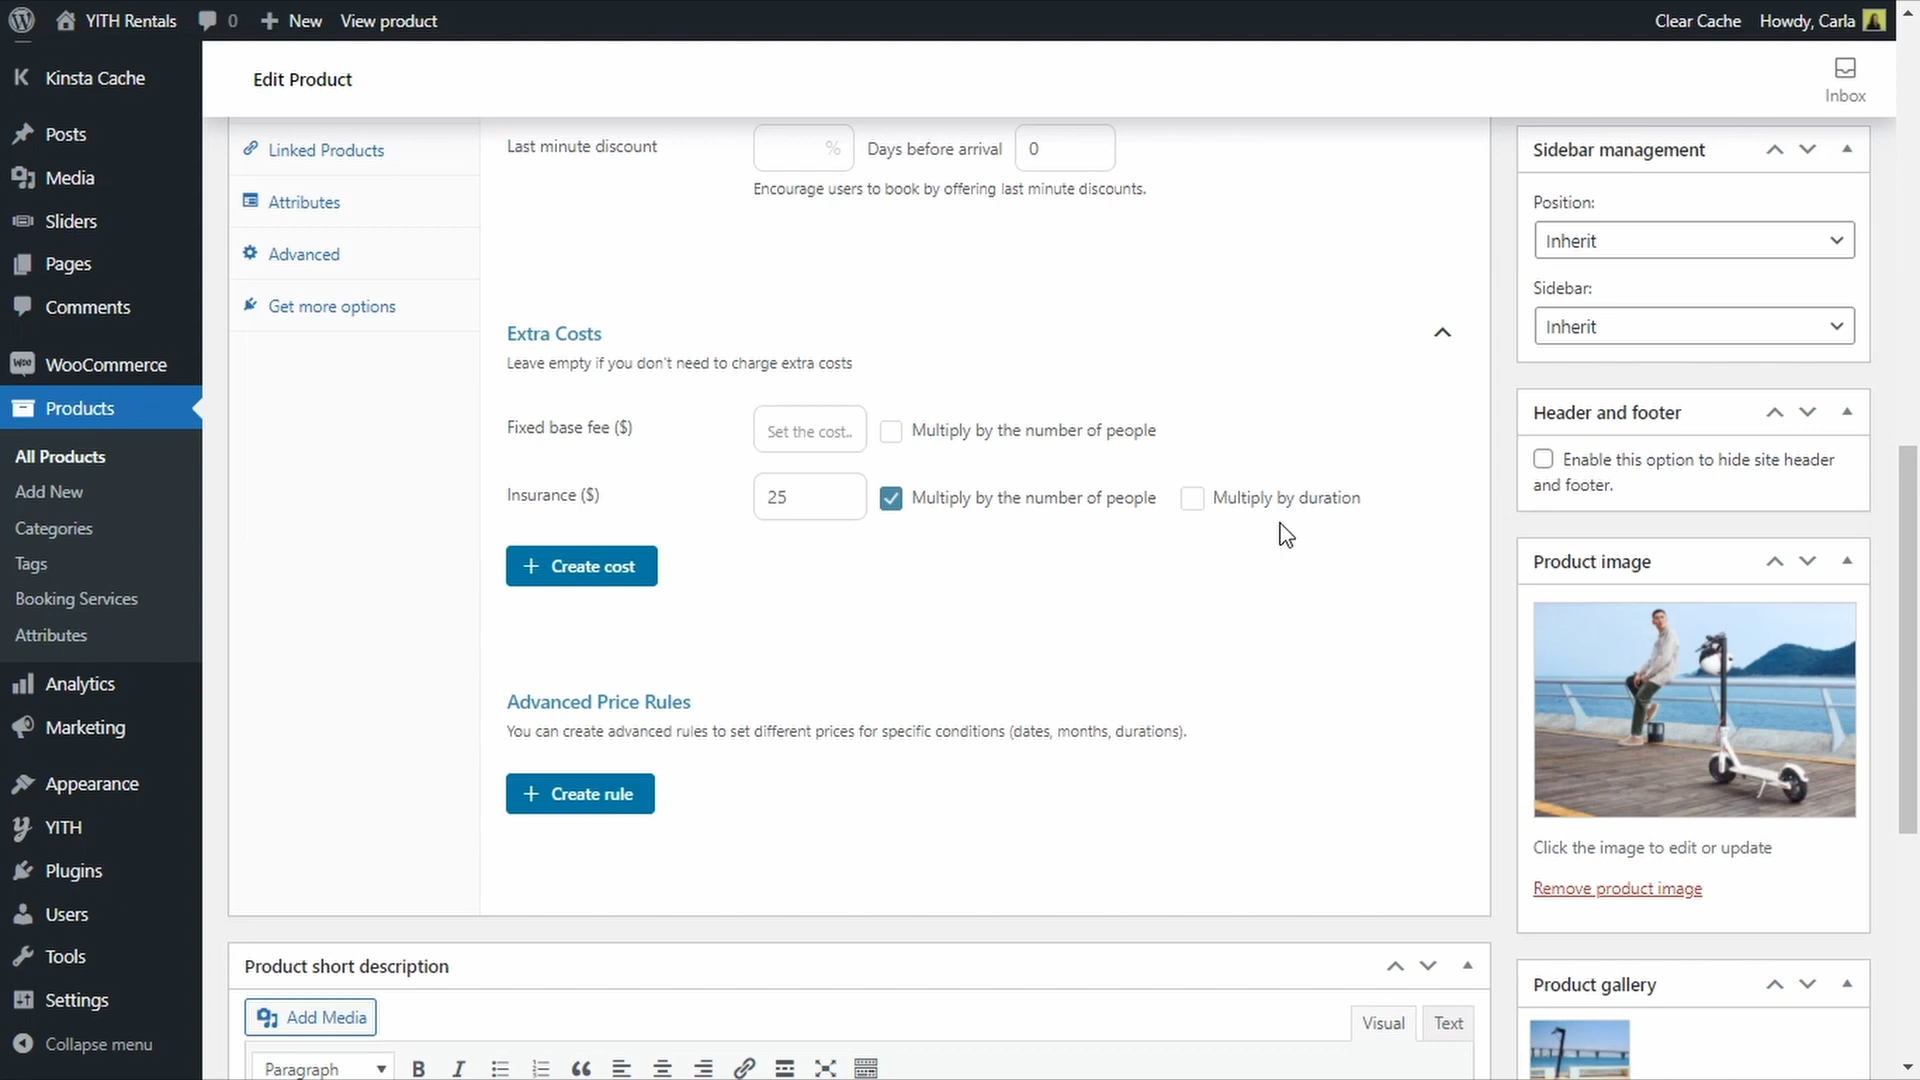 YITH Rentals 0 New View product Clear Cache Howdy, Carla
Kinsta Cache
Posts
Media
Sliders
Pages
Comments
WooCommerce
Products
All Products
Add New
Categories
Tags
Booking Services
Attributes
Analytics
Marketing
Appearance
YITH
Plugins
Users
Tools
Settings
Collapse menu
Edit Product
Inbox
Linked Products
Attributes
Advanced
Get more options
Last minute discount % Days before arrival 0
Encourage users to book by offering last minute discounts.
Extra Costs
Leave empty if you don't need to charge extra costs
Fixed base fee ($) Set the cost.. Multiply by the number of people
Insurance ($) 25 Multiply by the number of people Multiply by duration
+ Create cost
Advanced Price Rules
You can create advanced rules to set different prices for specific conditions (dates, months, durations).
+ Create rule
Product short description
Add Media
Visual Text
Paragraph B I
Sidebar management
Position:
Inherit
Sidebar:
Inherit
Header and footer
Enable this option to hide site header
and footer.
Product image
Click the image to edit or update
Remove product image
Product gallery